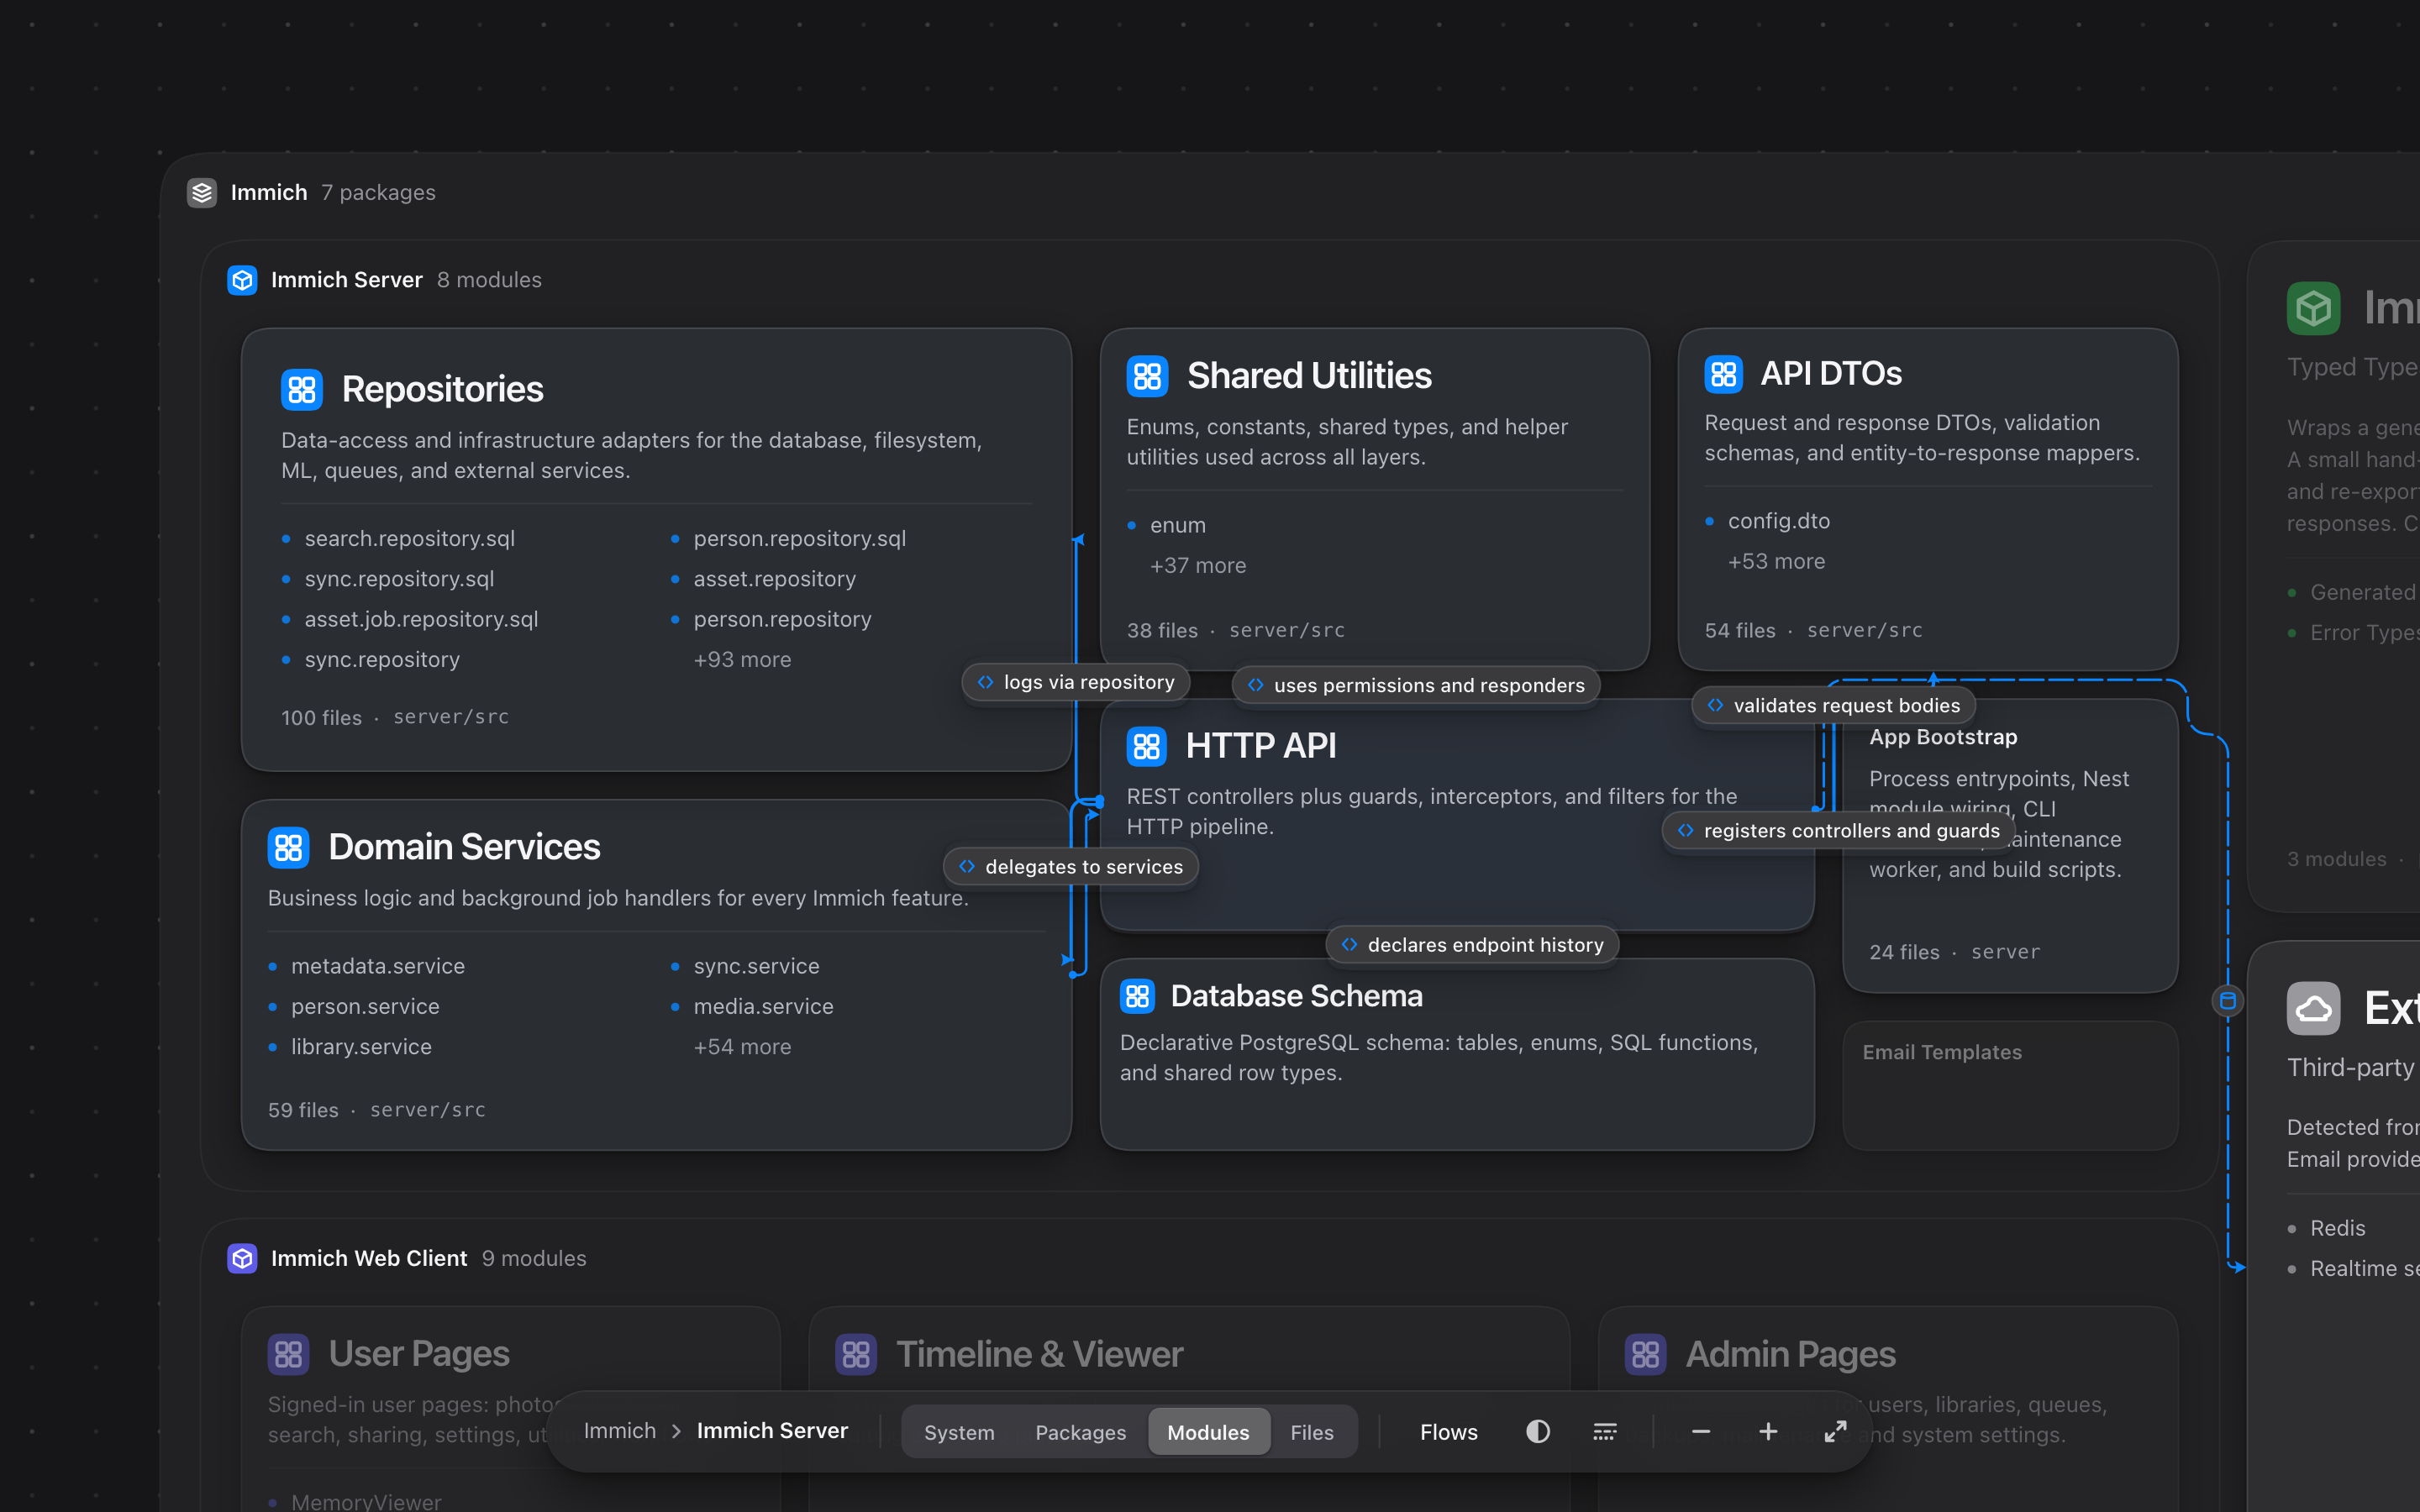 Immich 7 packages
Immich Server 8 modules
Repositories
Data-access and infrastructure adapters for the database, filesystem,
ML, queues, and external services.
search.repository.sql
sync.repository.sql
asset.job.repository.sql
sync.repository
person.repository.sql
asset.repository
person.repository
+93 more
100 files · server/src
Shared Utilities
Enums, constants, shared types, and helper
utilities used across all layers.
enum
+37 more
38 files · server/src
API DTOs
Request and response DTOs, validation
schemas, and entity-to-response mappers.
config.dto
+53 more
54 files · server/src
logs via repository
uses permissions and responders
validates request bodies
HTTP API
REST controllers plus guards, interceptors, and filters for the
HTTP pipeline.
App Bootstrap
Process entrypoints, Nest
module wiring, CLI
registers controllers and guards
worker, and build scripts.
24 files · server
Domain Services
Business logic and background job handlers for every Immich feature.
delegates to services
metadata.service
person.service
library.service
sync.service
media.service
+54 more
59 files · server/src
declares endpoint history
Database Schema
Declarative PostgreSQL schema: tables, enums, SQL functions,
and shared row types.
Email Templates
Typed Type
Wraps a
A small
and
responses.
Generated
Error Types
3 modules ·
Third-party
Detected
Email
Redis
Realtime
Immich Web Client 9 modules
User Pages
Signed-in user pages:
search, sharing, settings,
MemoryViewer
Timeline & Viewer
Admin Pages
users, libraries, queues,
and system settings.
Immich > Immich Server
System Packages Modules Files
Flows